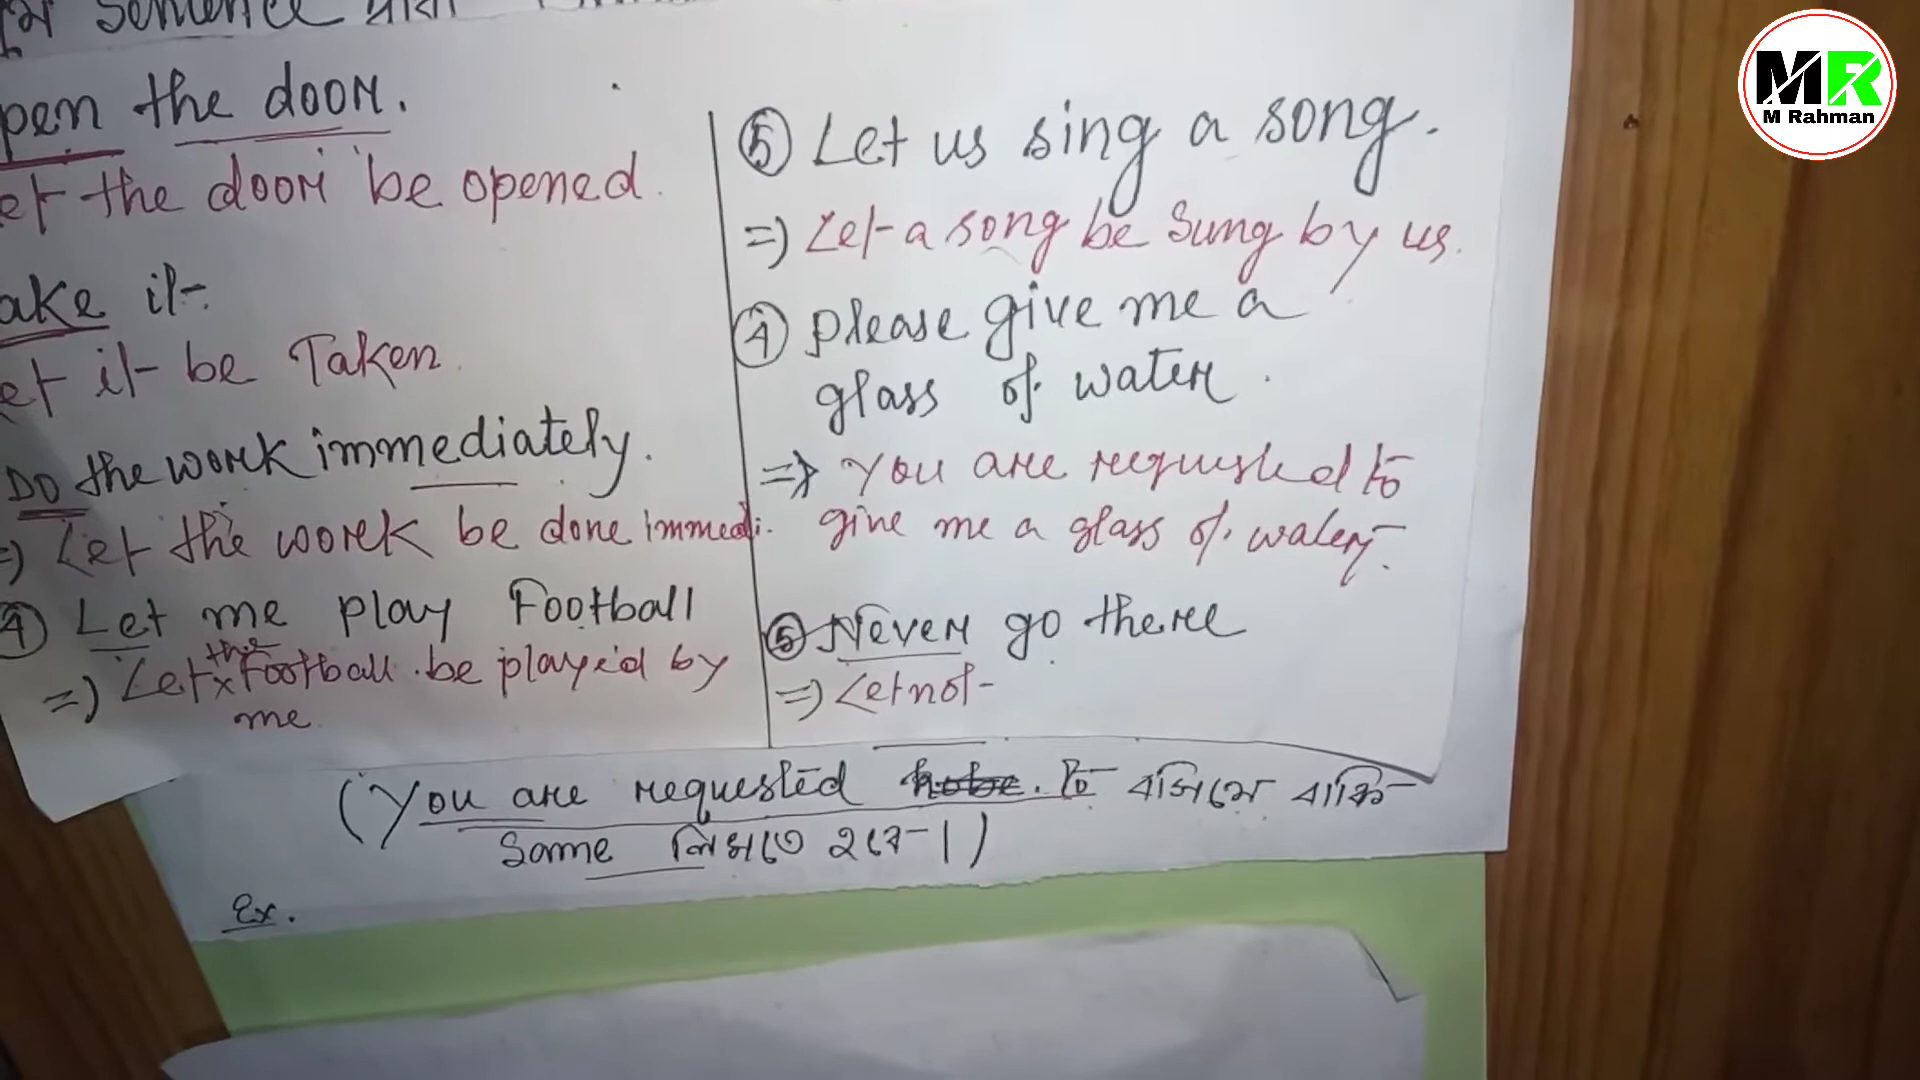 sentence
pen the door.
et the door be opened.
ake it.
et it be Taken.
Do the work immediately.
=) Let the work be done immedi.
④ Let me play Football
=) Let the x Football be played by
me.
⑤ Let us sing a song.
=) Let a song be Sung by us.
④ please give me a
glass of water.
=> You are requested to
give me a glass of water.
⑤ Never go there
=) Let not
(You are requested to বসিয়ে বাকি
same নিয়মে হবে।)
Ex.
MR
M Rahman